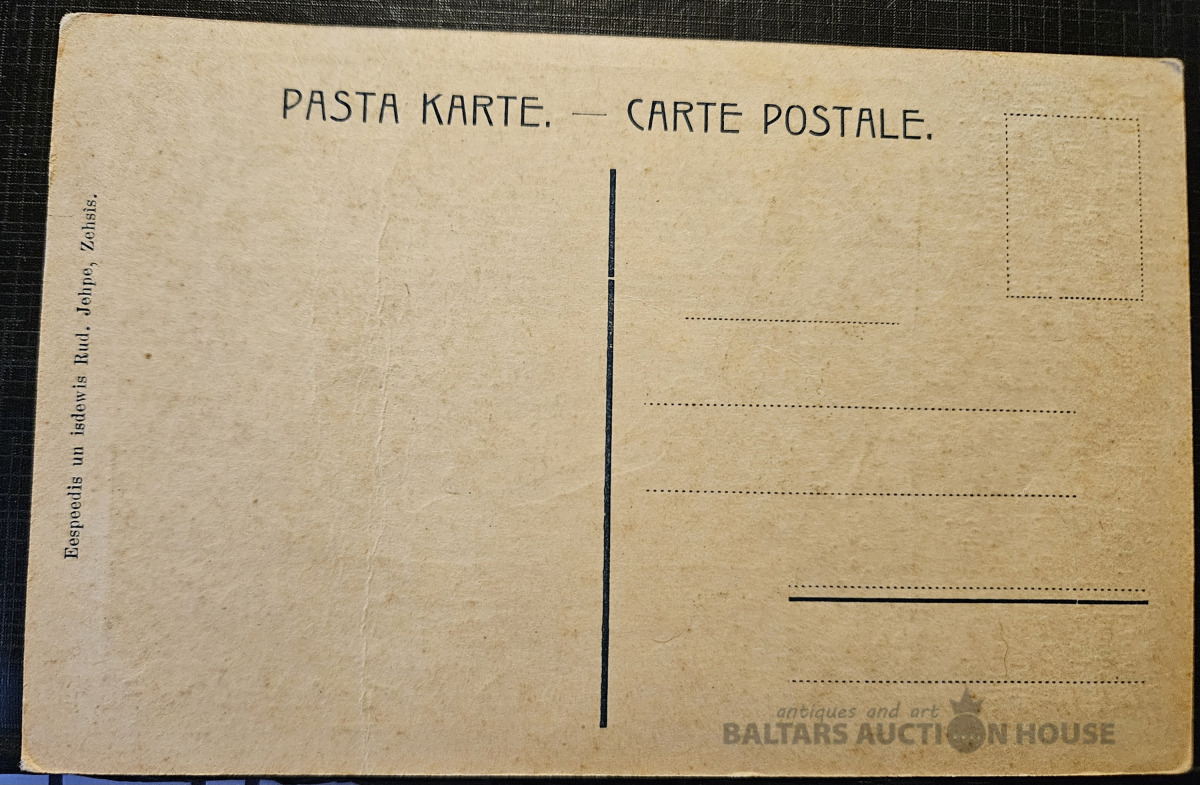 PASTA KARTE. — CARTE POSTALE.
Eespeedis un isdewis Rud. Jehpe, Zehsis.
antiques and art
BALTARS AUCTION HOUSE